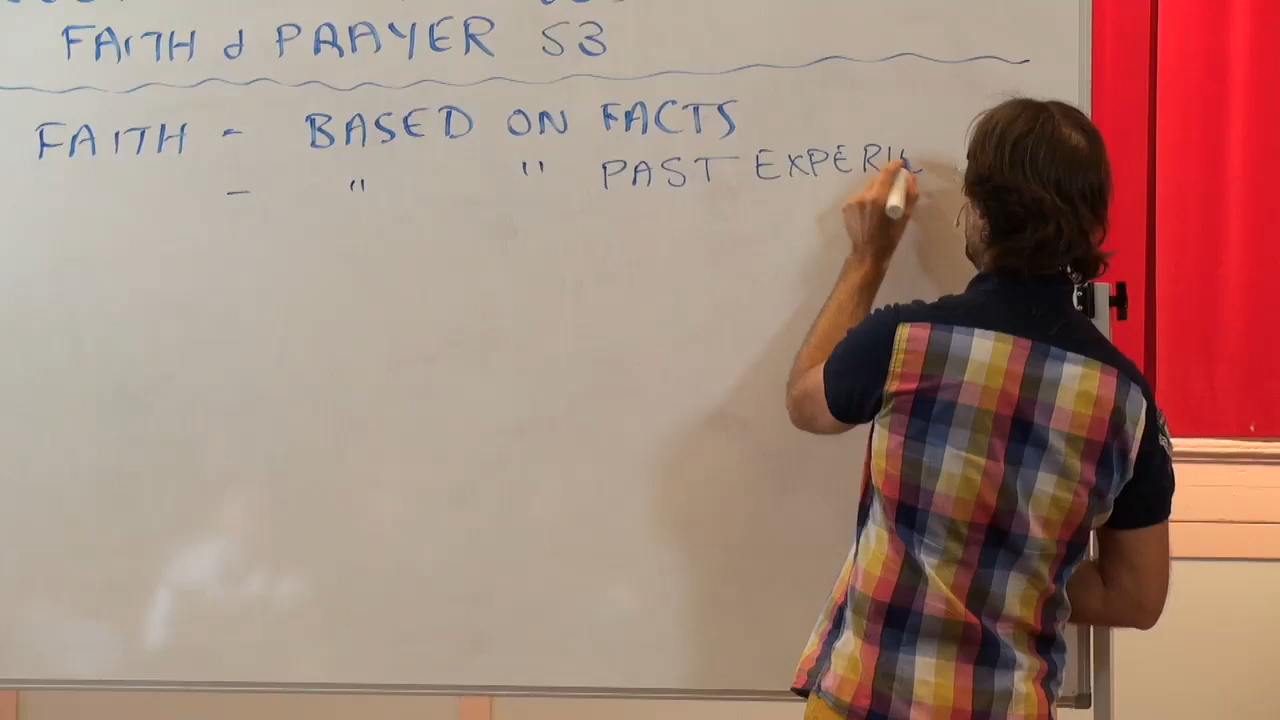 FAITH & PRAYER S3
FAITH - BASED ON FACTS
- " " PAST EXPERI